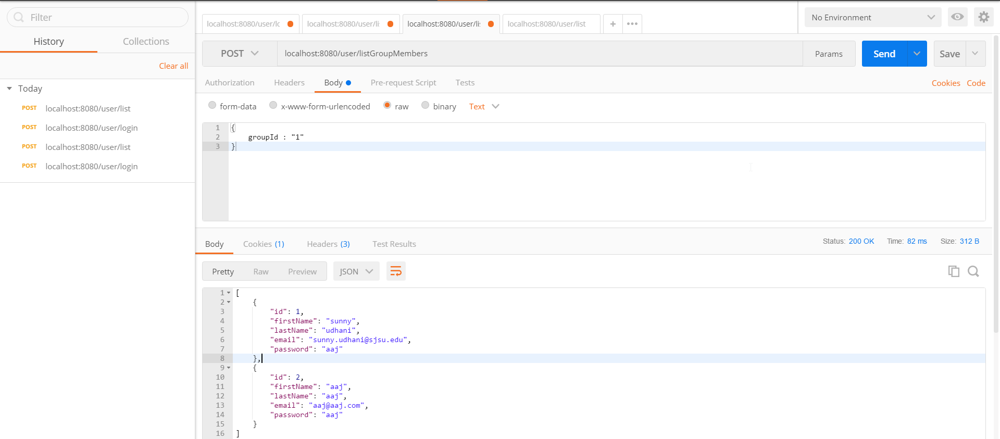 Filter
History Collections
Clear all
Today
POST localhost:8080/user/list
POST localhost:8080/user/login
POST localhost:8080/user/list
POST localhost:8080/user/login
localhost:8080/user/lo localhost:8080/user/li localhost:8080/user/li localhost:8080/user/list + •••
No Environment
POST localhost:8080/user/listGroupMembers Params Send Save
Authorization Headers Body Pre-request Script Tests Cookies Code
form-data x-www-form-urlencoded raw binary Text
1 {
2 groupId : "1"
3 }
Body Cookies (1) Headers (3) Test Results Status: 200 OK Time: 82 ms Size: 312 B
Pretty Raw Preview JSON
1 [
2 {
3 "id": 1,
4 "firstName": "sunny",
5 "lastName": "udhani",
6 "email": "sunny.udhani@sjsu.edu",
7 "password": "aaj"
8 },
9 {
10 "id": 2,
11 "firstName": "aaj",
12 "lastName": "aaj",
13 "email": "aaj@aaj.com",
14 "password": "aaj"
15 }
16 ]